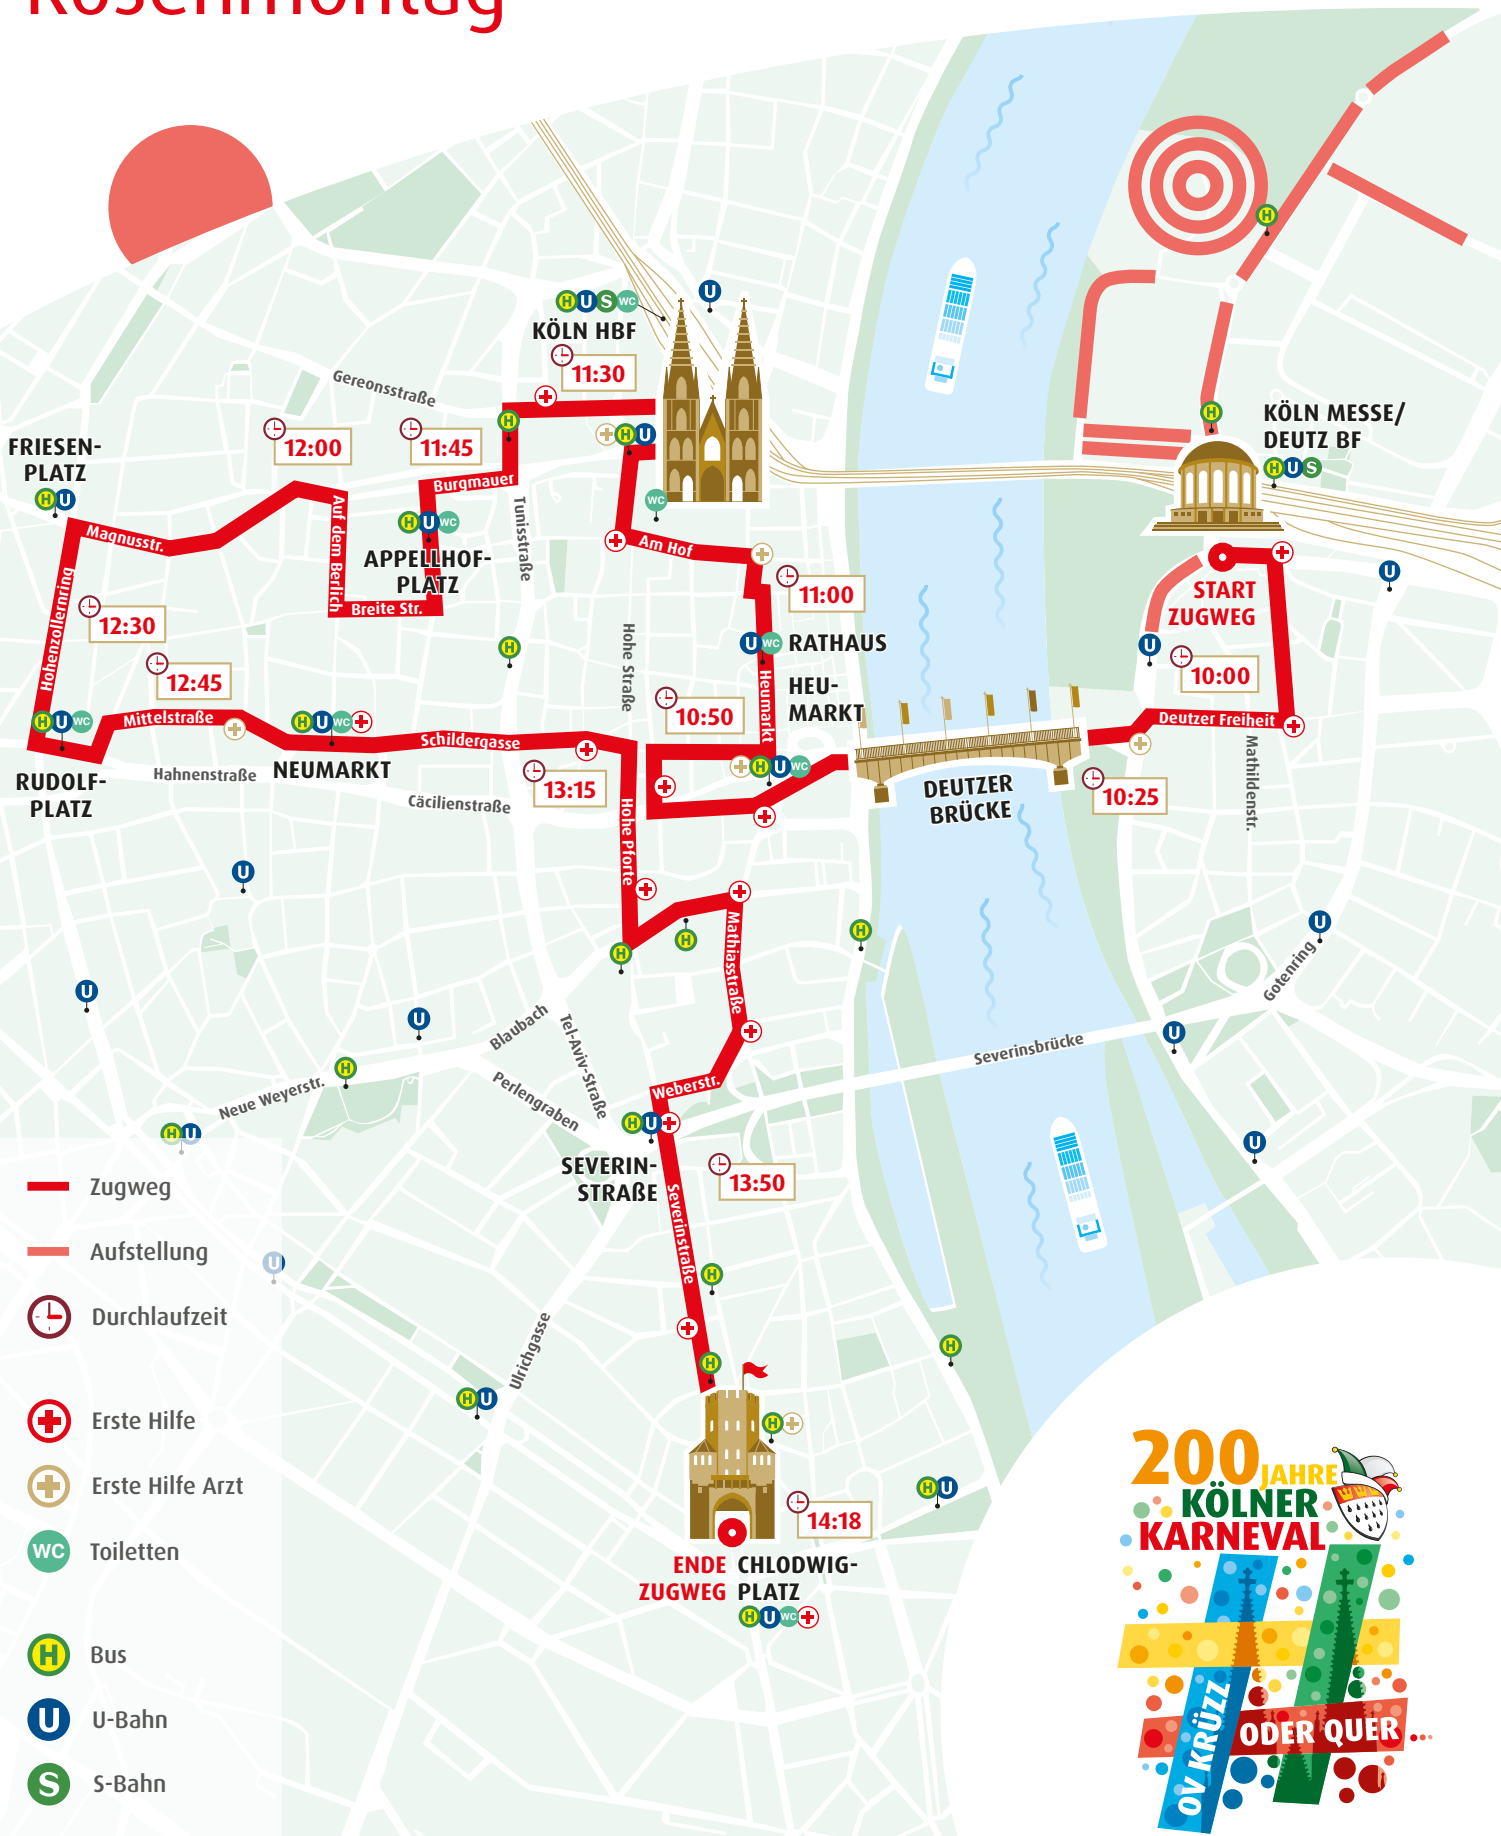 Rosenmontag
KÖLN HBF
11:30
Gereonsstraße
12:00
11:45
FRIESEN-
PLATZ
Burgmauer
Magnusstr.
Auf dem Berlich
Tunisstraße
APPELLHOF-
PLATZ
Breite Str.
Am Hof
11:00
Hohenzollernring
12:30
12:45
Hohe Straße
RATHAUS
HEU-
MARKT
Heumarkt
10:50
Mittelstraße
Schildergasse
RUDOLF-
PLATZ
Hahnenstraße
NEUMARKT
Cäcilienstraße
13:15
Hohe Pforte
DEUTZER
BRÜCKE
KÖLN MESSE/
DEUTZ BF
START
ZUGWEG
10:00
Deutzer Freiheit
Mathildenstr.
10:25
Mathiasstraße
Gotenring
Severinsbrücke
Blaubach
Tel-Aviv-Straße
Perlengraben
Neue Weyerstr.
Weberstr.
SEVERIN-
STRAßE
13:50
Severinstraße
Ulrichgasse
14:18
ENDE
ZUGWEG
CHLODWIG-
PLATZ
H U S WC
H U
H U WC
H U S
Zugweg
Aufstellung
Durchlaufzeit
Erste Hilfe
Erste Hilfe Arzt
WC Toiletten
H Bus
U U-Bahn
S S-Bahn
200 JAHRE
KÖLNER
KARNEVAL
OV KRÜZZ
ODER QUER